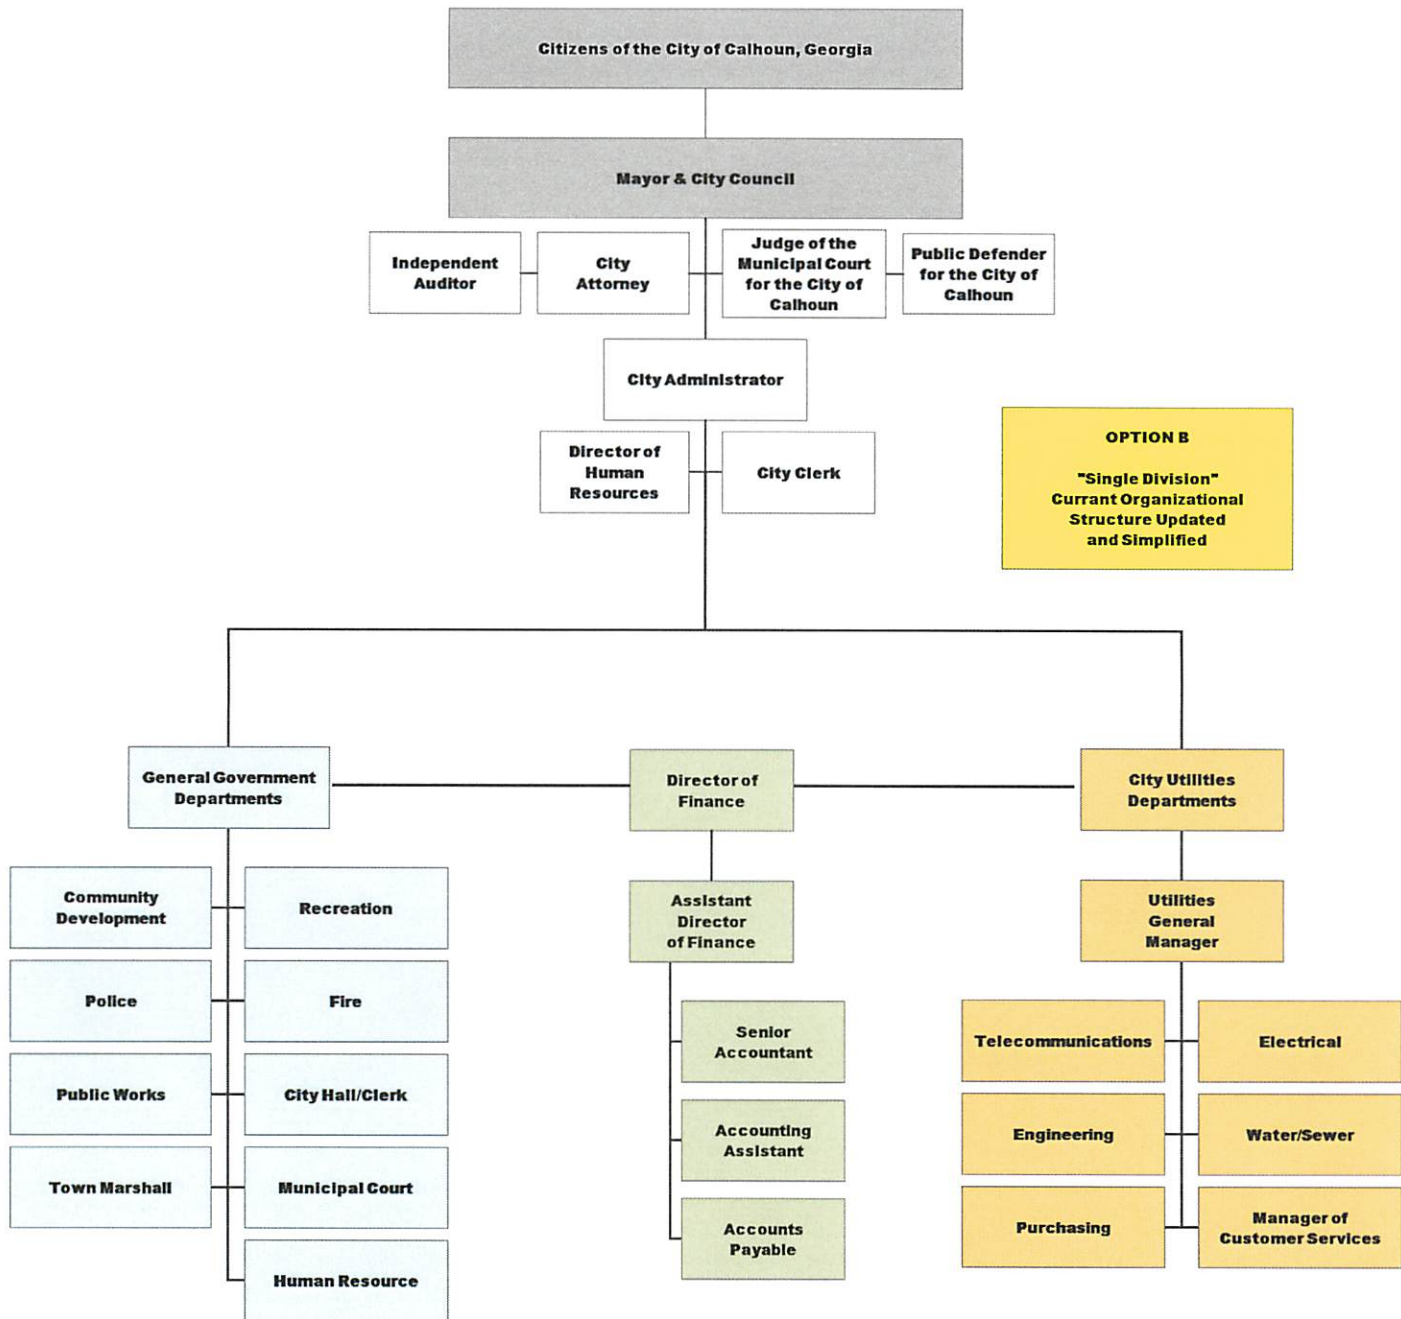 Citizens of the City of Calhoun, Georgia
Mayor & City Council
Independent
Auditor
City
Attorney
Judge of the
Municipal Court
for the City of
Calhoun
Public Defender
for the City of
Calhoun
City Administrator
Director of
Human
Resources
City Clerk
OPTION B
"Single Division"
Currant Organizational
Structure Updated
and Simplified
General Government
Departments
Director of
Finance
City Utilities
Departments
Community
Development
Recreation
Assistant
Director
of Finance
Utilities
General
Manager
Police
Fire
Senior
Accountant
Telecommunications
Electrical
Public Works
City Hall/Clerk
Accounting
Assistant
Engineering
Water/Sewer
Town Marshall
Municipal Court
Accounts
Payable
Purchasing
Manager of
Customer Services
Human Resource